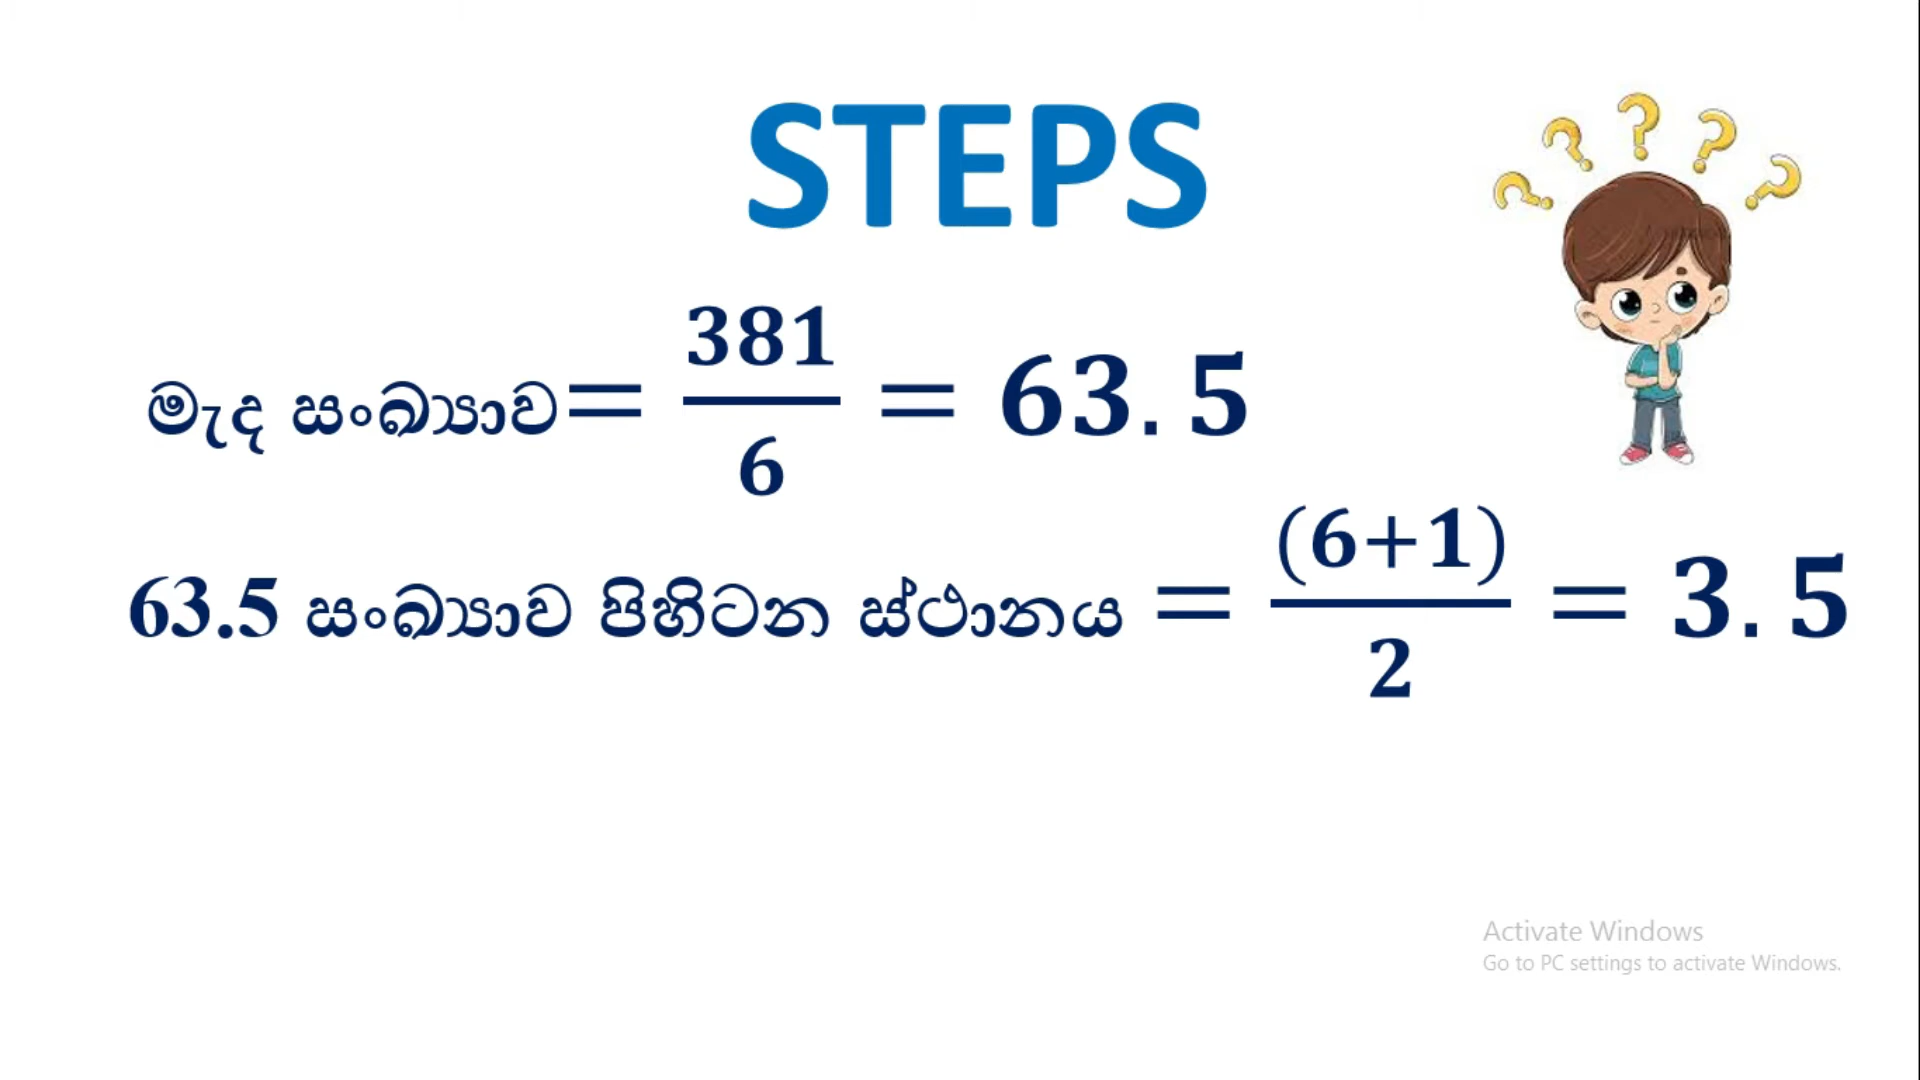 STEPS
මැද සංඛ්‍යාව= 381/6 = 63.5
63.5 සංඛ්‍යාව පිහිටන ස්ථානය = (6+1)/2 = 3.5
Activate Windows
Go to PC settings to activate Windows.